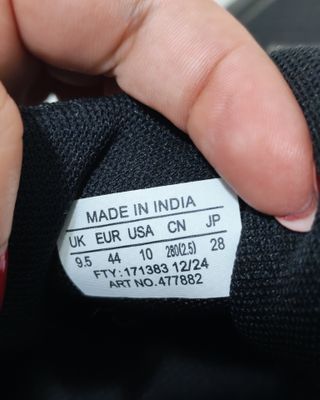 MADE IN INDIA
UK EUR USA CN JP
9.5 44 10 280(2.5) 28
FTY: 171383 12/24
ART NO. 477882